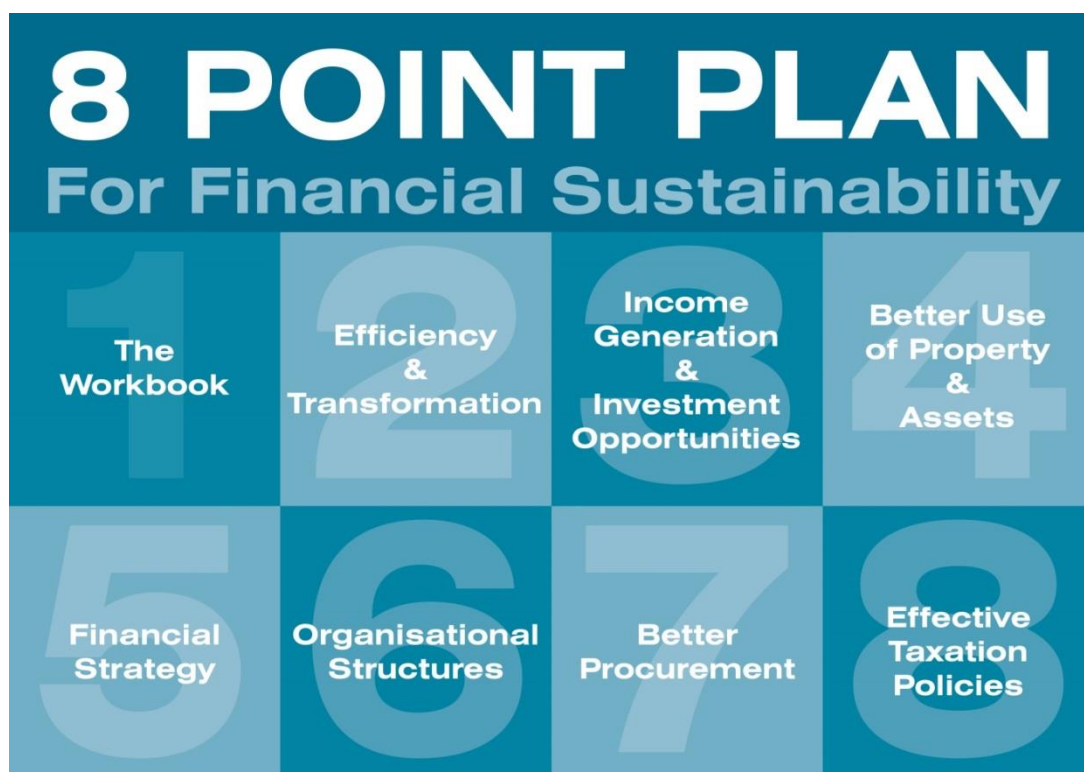 8 POINT PLAN
For Financial Sustainability
1
The
Workbook
2
Efficiency
&
Transformation
3
Income
Generation
&
Investment
Opportunities
4
Better Use
of Property
&
Assets
5
Financial
Strategy
6
Organisational
Structures
7
Better
Procurement
8
Effective
Taxation
Policies